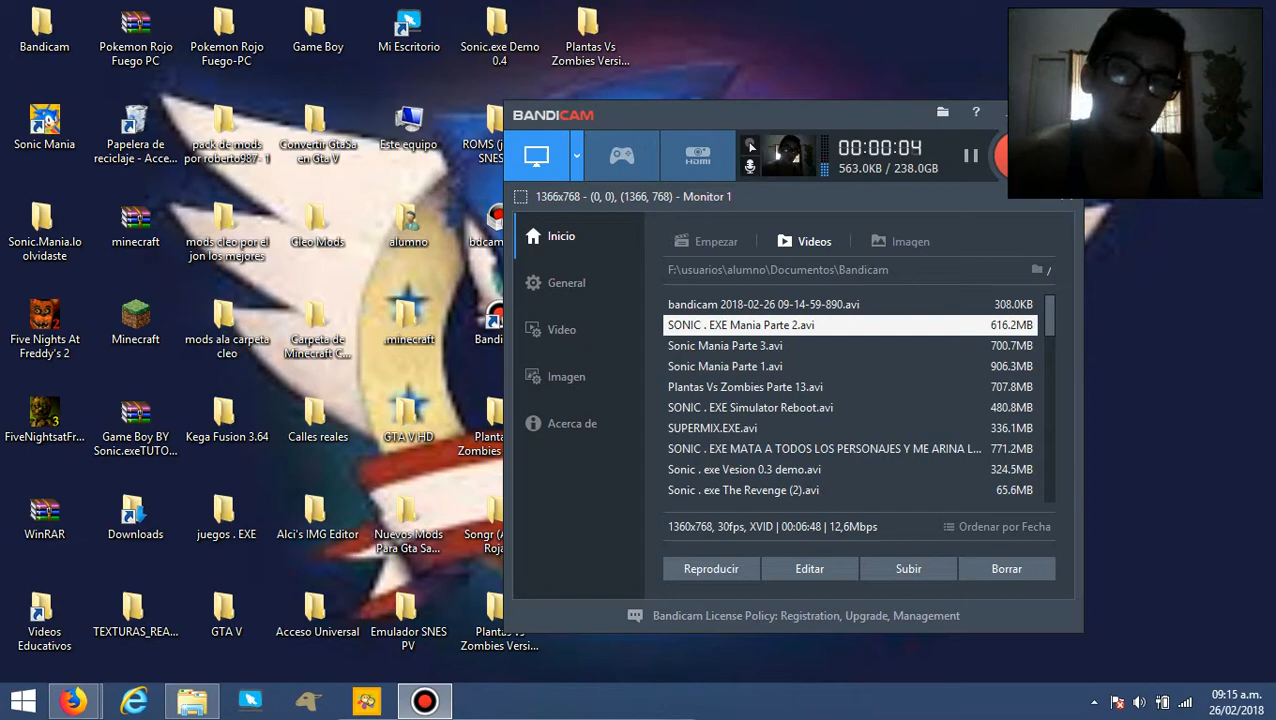 Bandicam
Pokemon Rojo
Fuego PC
Pokemon Rojo
Fuego-PC
Game Boy
Mi Escritorio
Sonic.exe Demo
0.4
Plantas Vs
Zombies Versi...
Sonic Mania
Papelera de
reciclaje - Acce...
pack de mods
por roberto987- 1
Convertir GtaSa
en Gta V
Este equipo
ROMS (j
SNES
Sonic.Mania.lo
olvidaste
minecraft
mods cleo por el
jon los mejores
Cleo Mods
alumno
bdcam
Five Nights At
Freddy's 2
Minecraft
mods ala carpeta
cleo
Carpeta de
Minecraft C...
.minecraft
Bandi
FiveNightsatFr...
Game Boy BY
Sonic.exeTUTO...
Kega Fusion 3.64
Calles reales
GTA V HD
Plant
Zombies
WinRAR
Downloads
juegos . EXE
Alci's IMG Editor
Nuevos Mods
Para Gta Sa...
Songr (A
Roja
Videos
Educativos
TEXTURAS_REA...
GTA V
Acceso Universal
Emulador SNES
PV
Plantas Vs
Zombies Versi...
BANDICAM
?
HDMI
00:00:04
563.0KB / 238.0GB
1366x768 - (0, 0), (1366, 768) - Monitor 1
Inicio
General
Video
Imagen
Acerca de
Empezar
Videos
Imagen
F:\usuarios\alumno\Documentos\Bandicam
/
bandicam 2018-02-26 09-14-59-890.avi 308.0KB
SONIC . EXE Mania Parte 2.avi 616.2MB
Sonic Mania Parte 3.avi 700.7MB
Sonic Mania Parte 1.avi 906.3MB
Plantas Vs Zombies Parte 13.avi 707.8MB
SONIC . EXE Simulator Reboot.avi 480.8MB
SUPERMIX.EXE.avi 336.1MB
SONIC . EXE MATA A TODOS LOS PERSONAJES Y ME ARINA L... 771.2MB
Sonic . exe Vesion 0.3 demo.avi 324.5MB
Sonic . exe The Revenge (2).avi 65.6MB
1360x768, 30fps, XVID | 00:06:48 | 12,6Mbps
Ordenar por Fecha
Reproducir
Editar
Subir
Borrar
Bandicam License Policy: Registration, Upgrade, Management
09:15 a.m.
26/02/2018